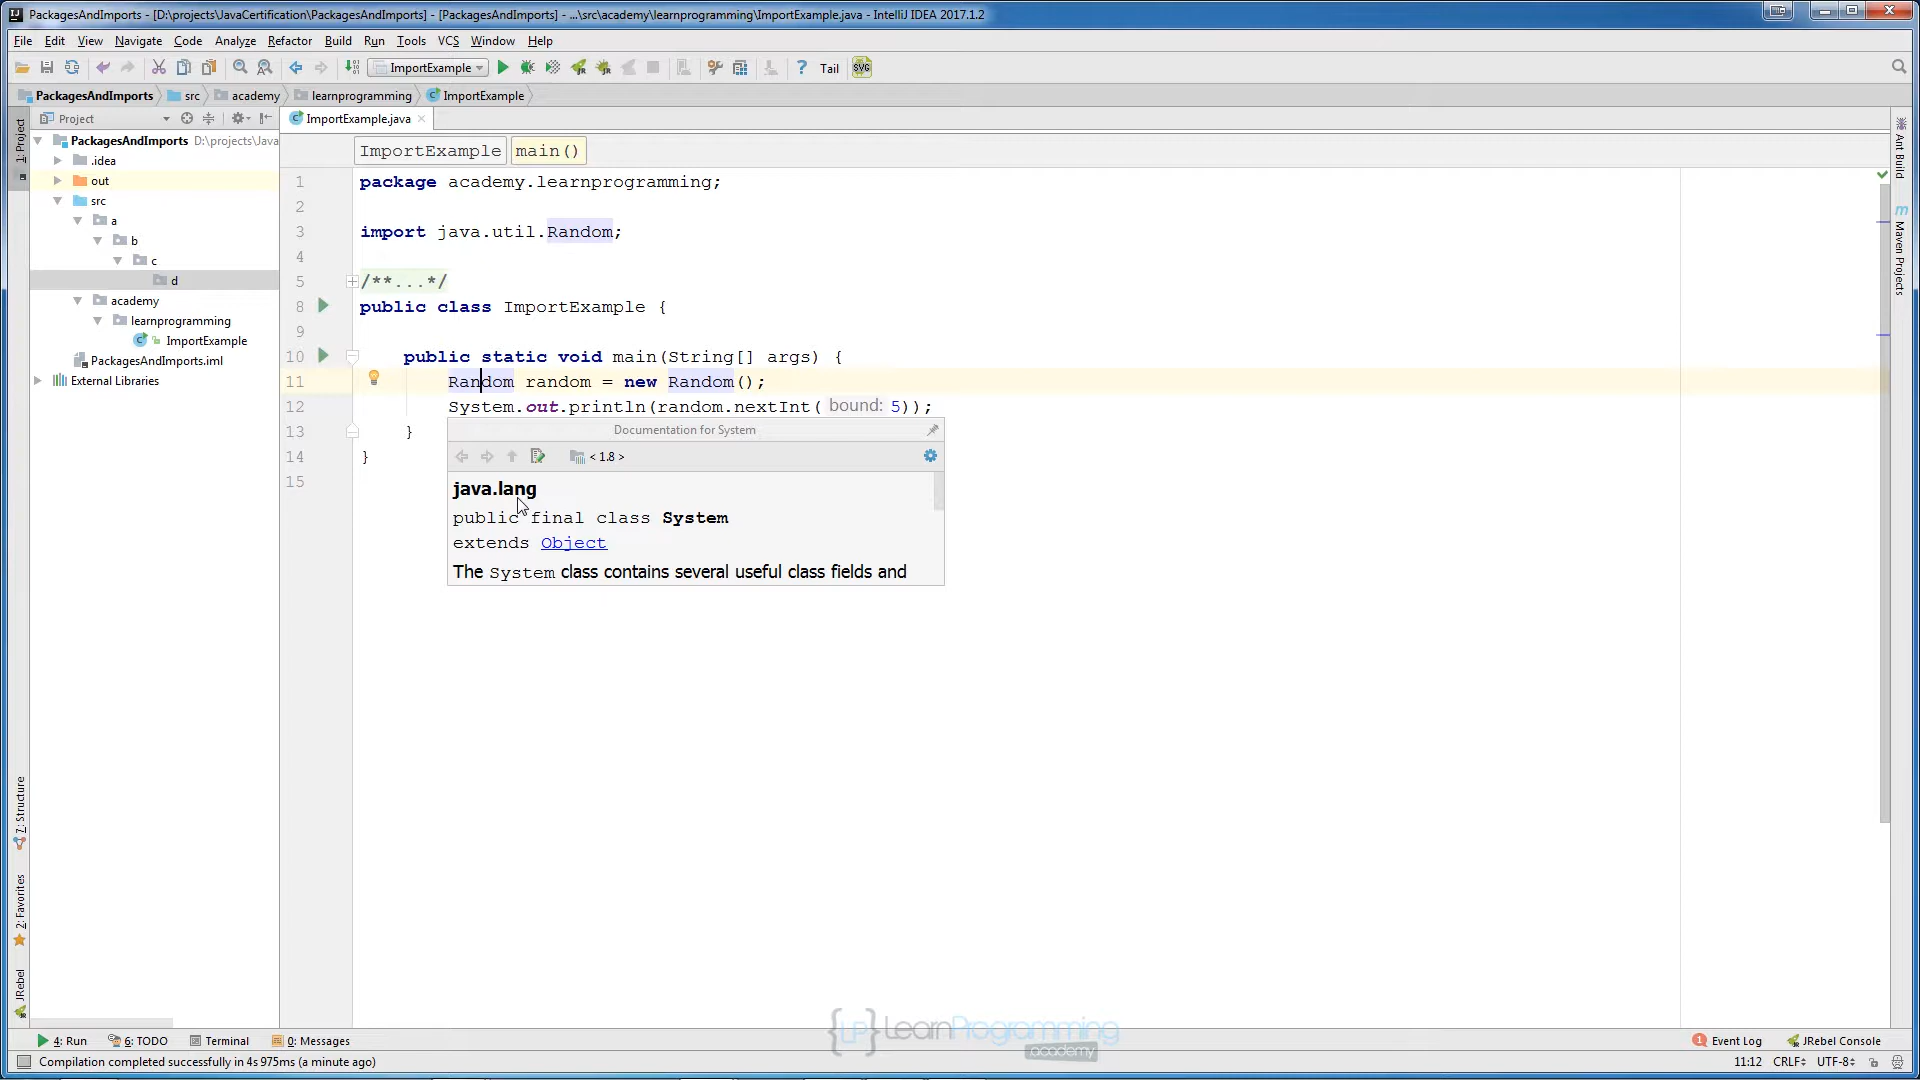 PackagesAndImports - [D:\projects\JavaCertification\PackagesAndImports] - [PackagesAndImports] - ...\src\academy\learnprogramming\ImportExample.java - IntelliJ IDEA 2017.1.2
File Edit View Navigate Code Analyze Refactor Build Run Tools VCS Window Help
ImportExample
Tail
SVG
PackagesAndImports src academy learnprogramming ImportExample
Project
ImportExample.java
1: Project
PackagesAndImports D:\projects\Java
.idea
out
src
a
b
c
d
academy
learnprogramming
ImportExample
PackagesAndImports.iml
External Libraries
ImportExample main()
1 package academy.learnprogramming;
2
3 import java.util.Random;
4
5 /**...*/
8 public class ImportExample {
9
10 public static void main(String[] args) {
11 Random random = new Random();
12 System.out.println(random.nextInt( bound: 5));
13 }
14 }
15
Documentation for System
< 1.8 >
java.lang
public final class System
extends Object
The System class contains several useful class fields and
Ant Build
Maven Projects
7: Structure
2: Favorites
JRebel
{LP} LearnProgramming
.academy
4: Run 6: TODO Terminal 0: Messages
1 Event Log JRebel Console
Compilation completed successfully in 4s 975ms (a minute ago)
11:12 CRLF UTF-8